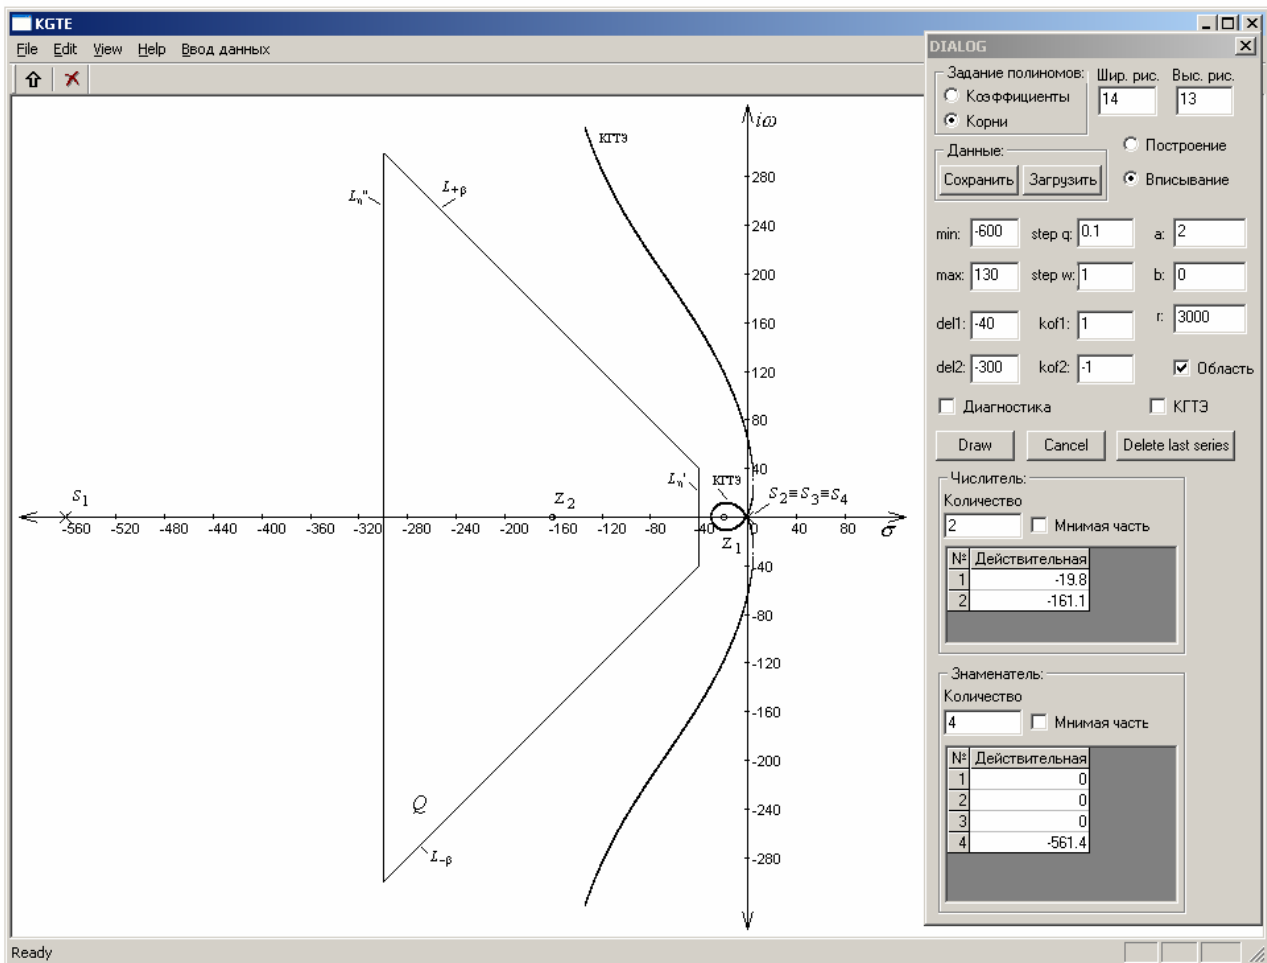 KGTE
File Edit View Help Ввод данных
iω
КГТЭ
L″η
L+β
280
240
200
160
120
80
40
S1
Z2
L′η
КГТЭ
S2≡S3≡S4
-560 -520 -480 -440 -400 -360 -320 -280 -240 -200 -160 -120 -80 -40 0 40 80
σ
Z1
-40
-80
-120
-160
-200
-240
-280
Q
L-β
DIALOG
Задание полиномов:
Коэффициенты
Корни
Шир. рис. Выс. рис.
14 13
Данные:
Сохранить Загрузить
Построение
Вписывание
min: -600 step q: 0.1 a: 2
max: 130 step w: 1 b: 0
del1: -40 kof1: 1 r: 3000
del2: -300 kof2: -1 Область
Диагностика КГТЭ
Draw Cancel Delete last series
Числитель:
Количество
2 Мнимая часть
№ Действительная
1 -19.8
2 -161.1
Знаменатель:
Количество
4 Мнимая часть
№ Действительная
1 0
2 0
3 0
4 -561.4
Ready